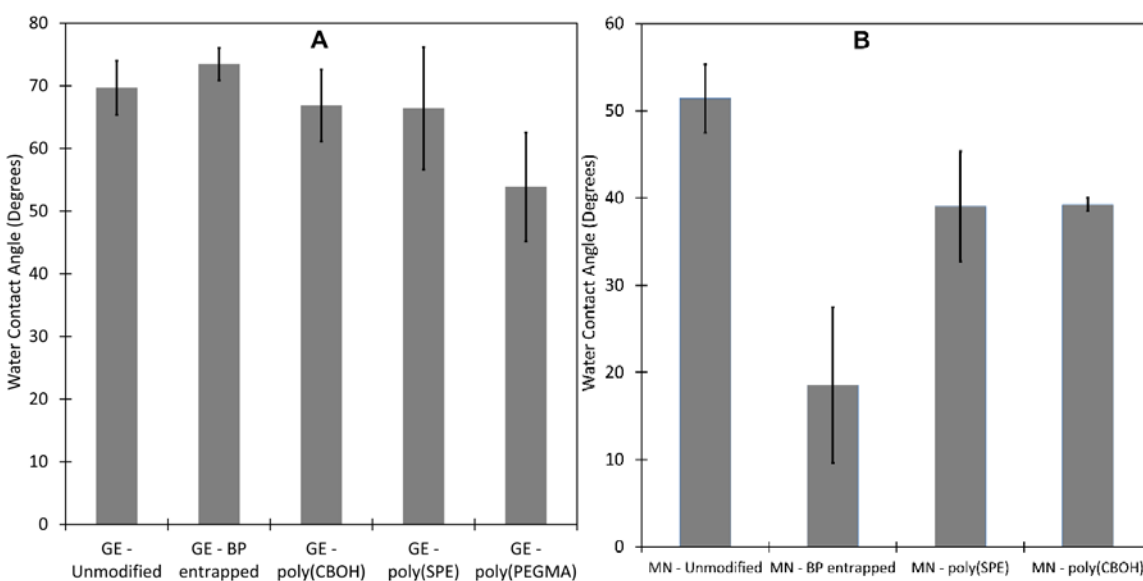 A
Water Contact Angle (Degrees)
80
70
60
50
40
30
20
10
0
GE -
Unmodified
GE - BP
entrapped
GE -
poly(CBOH)
GE -
poly(SPE)
GE -
poly(PEGMA)
B
Water Contact Angle (Degrees)
60
50
40
30
20
10
0
MN - Unmodified
MN - BP entrapped
MN - poly(SPE)
MN - poly(CBOH)